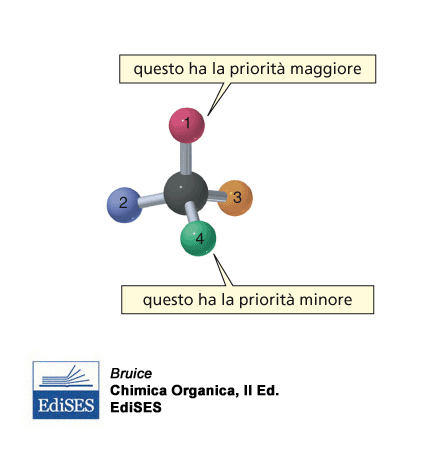 questo ha la priorità maggiore
1
2
3
4
questo ha la priorità minore
Bruice
Chimica Organica, II Ed.
EdiSES
EdiSES